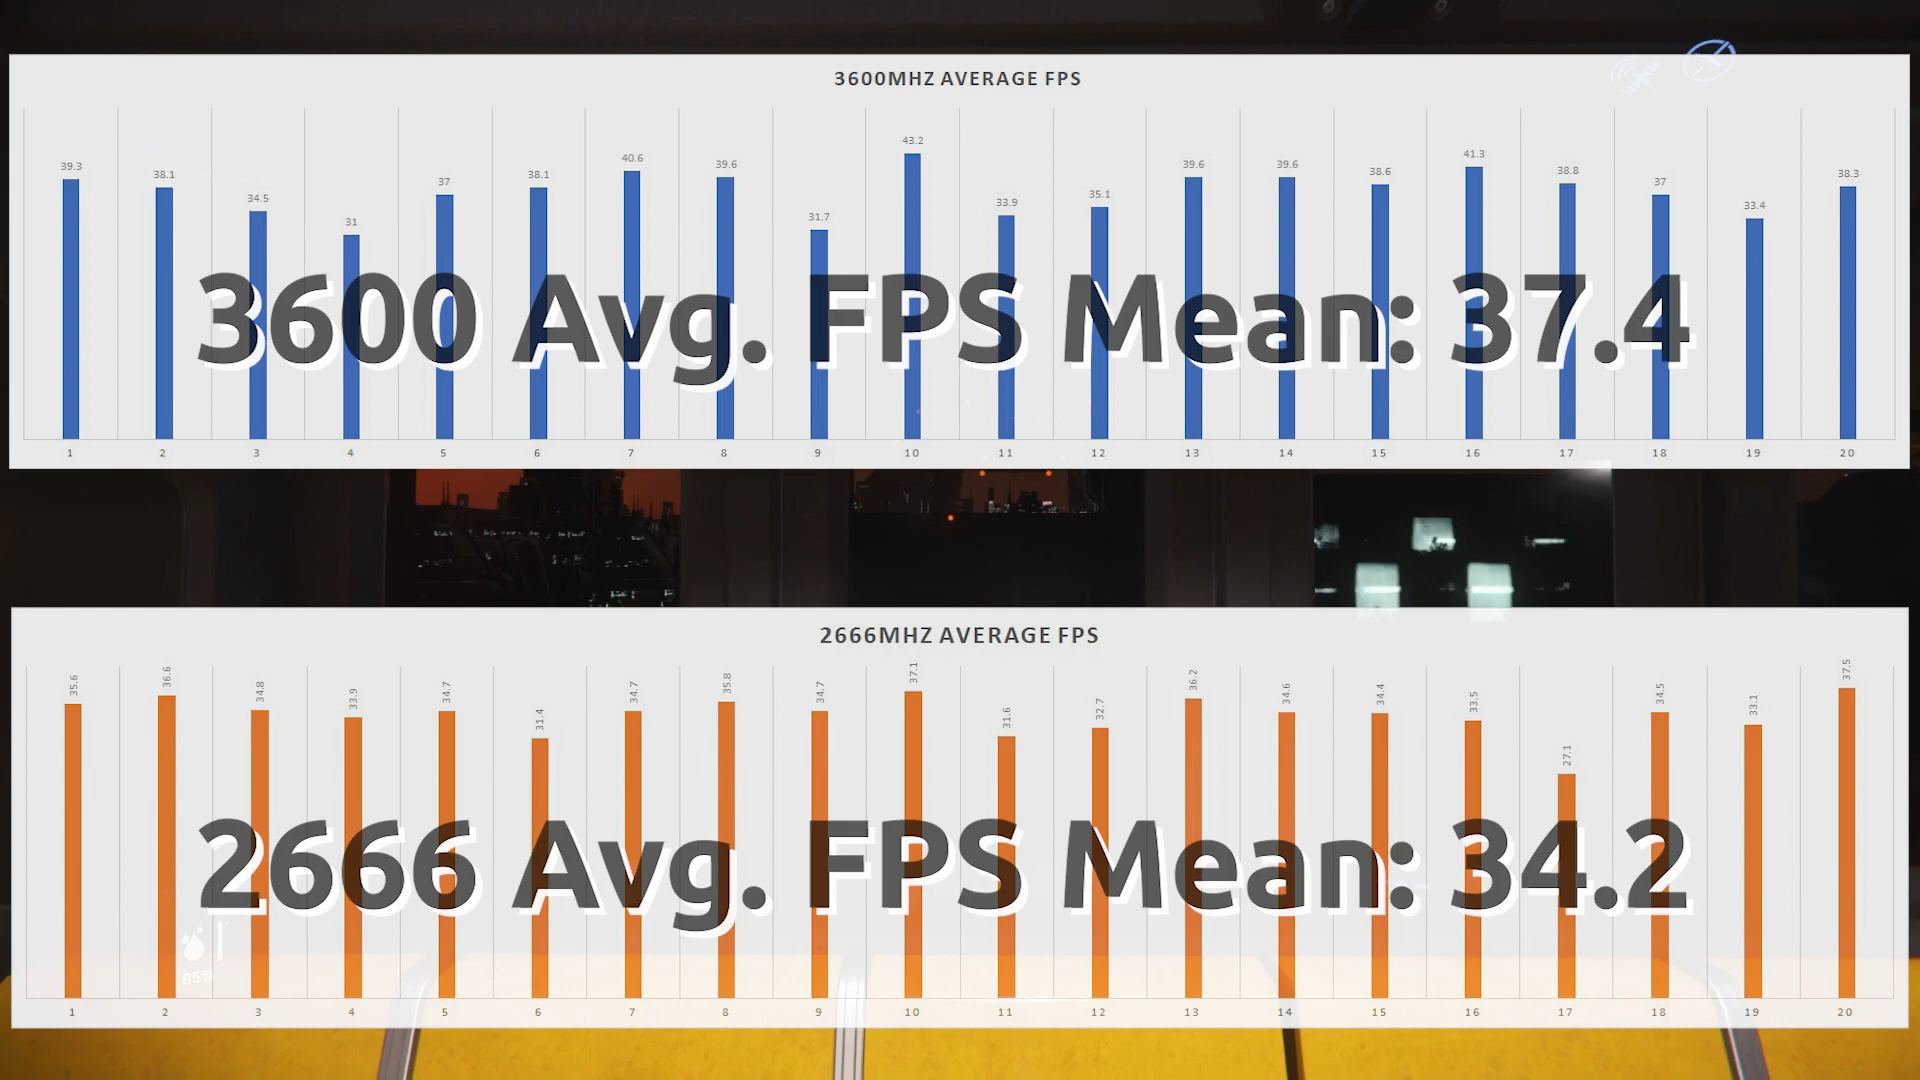 3600MHZ AVERAGE FPS
39.3 38.1 34.5 31 37 38.1 40.6 39.6 31.7 43.2 33.9 35.1 39.6 39.6 38.6 41.3 38.8 37 33.4 38.3
3600 Avg. FPS Mean: 37.4
1 2 3 4 5 6 7 8 9 10 11 12 13 14 15 16 17 18 19 20
2666MHZ AVERAGE FPS
35.6 36.6 34.8 33.9 34.7 31.4 34.7 35.8 34.7 37.1 31.6 32.7 36.2 34.6 34.4 33.5 27.1 34.5 33.1 37.5
2666 Avg. FPS Mean: 34.2
85%
1 2 3 4 5 6 7 8 9 10 11 12 13 14 15 16 17 18 19 20